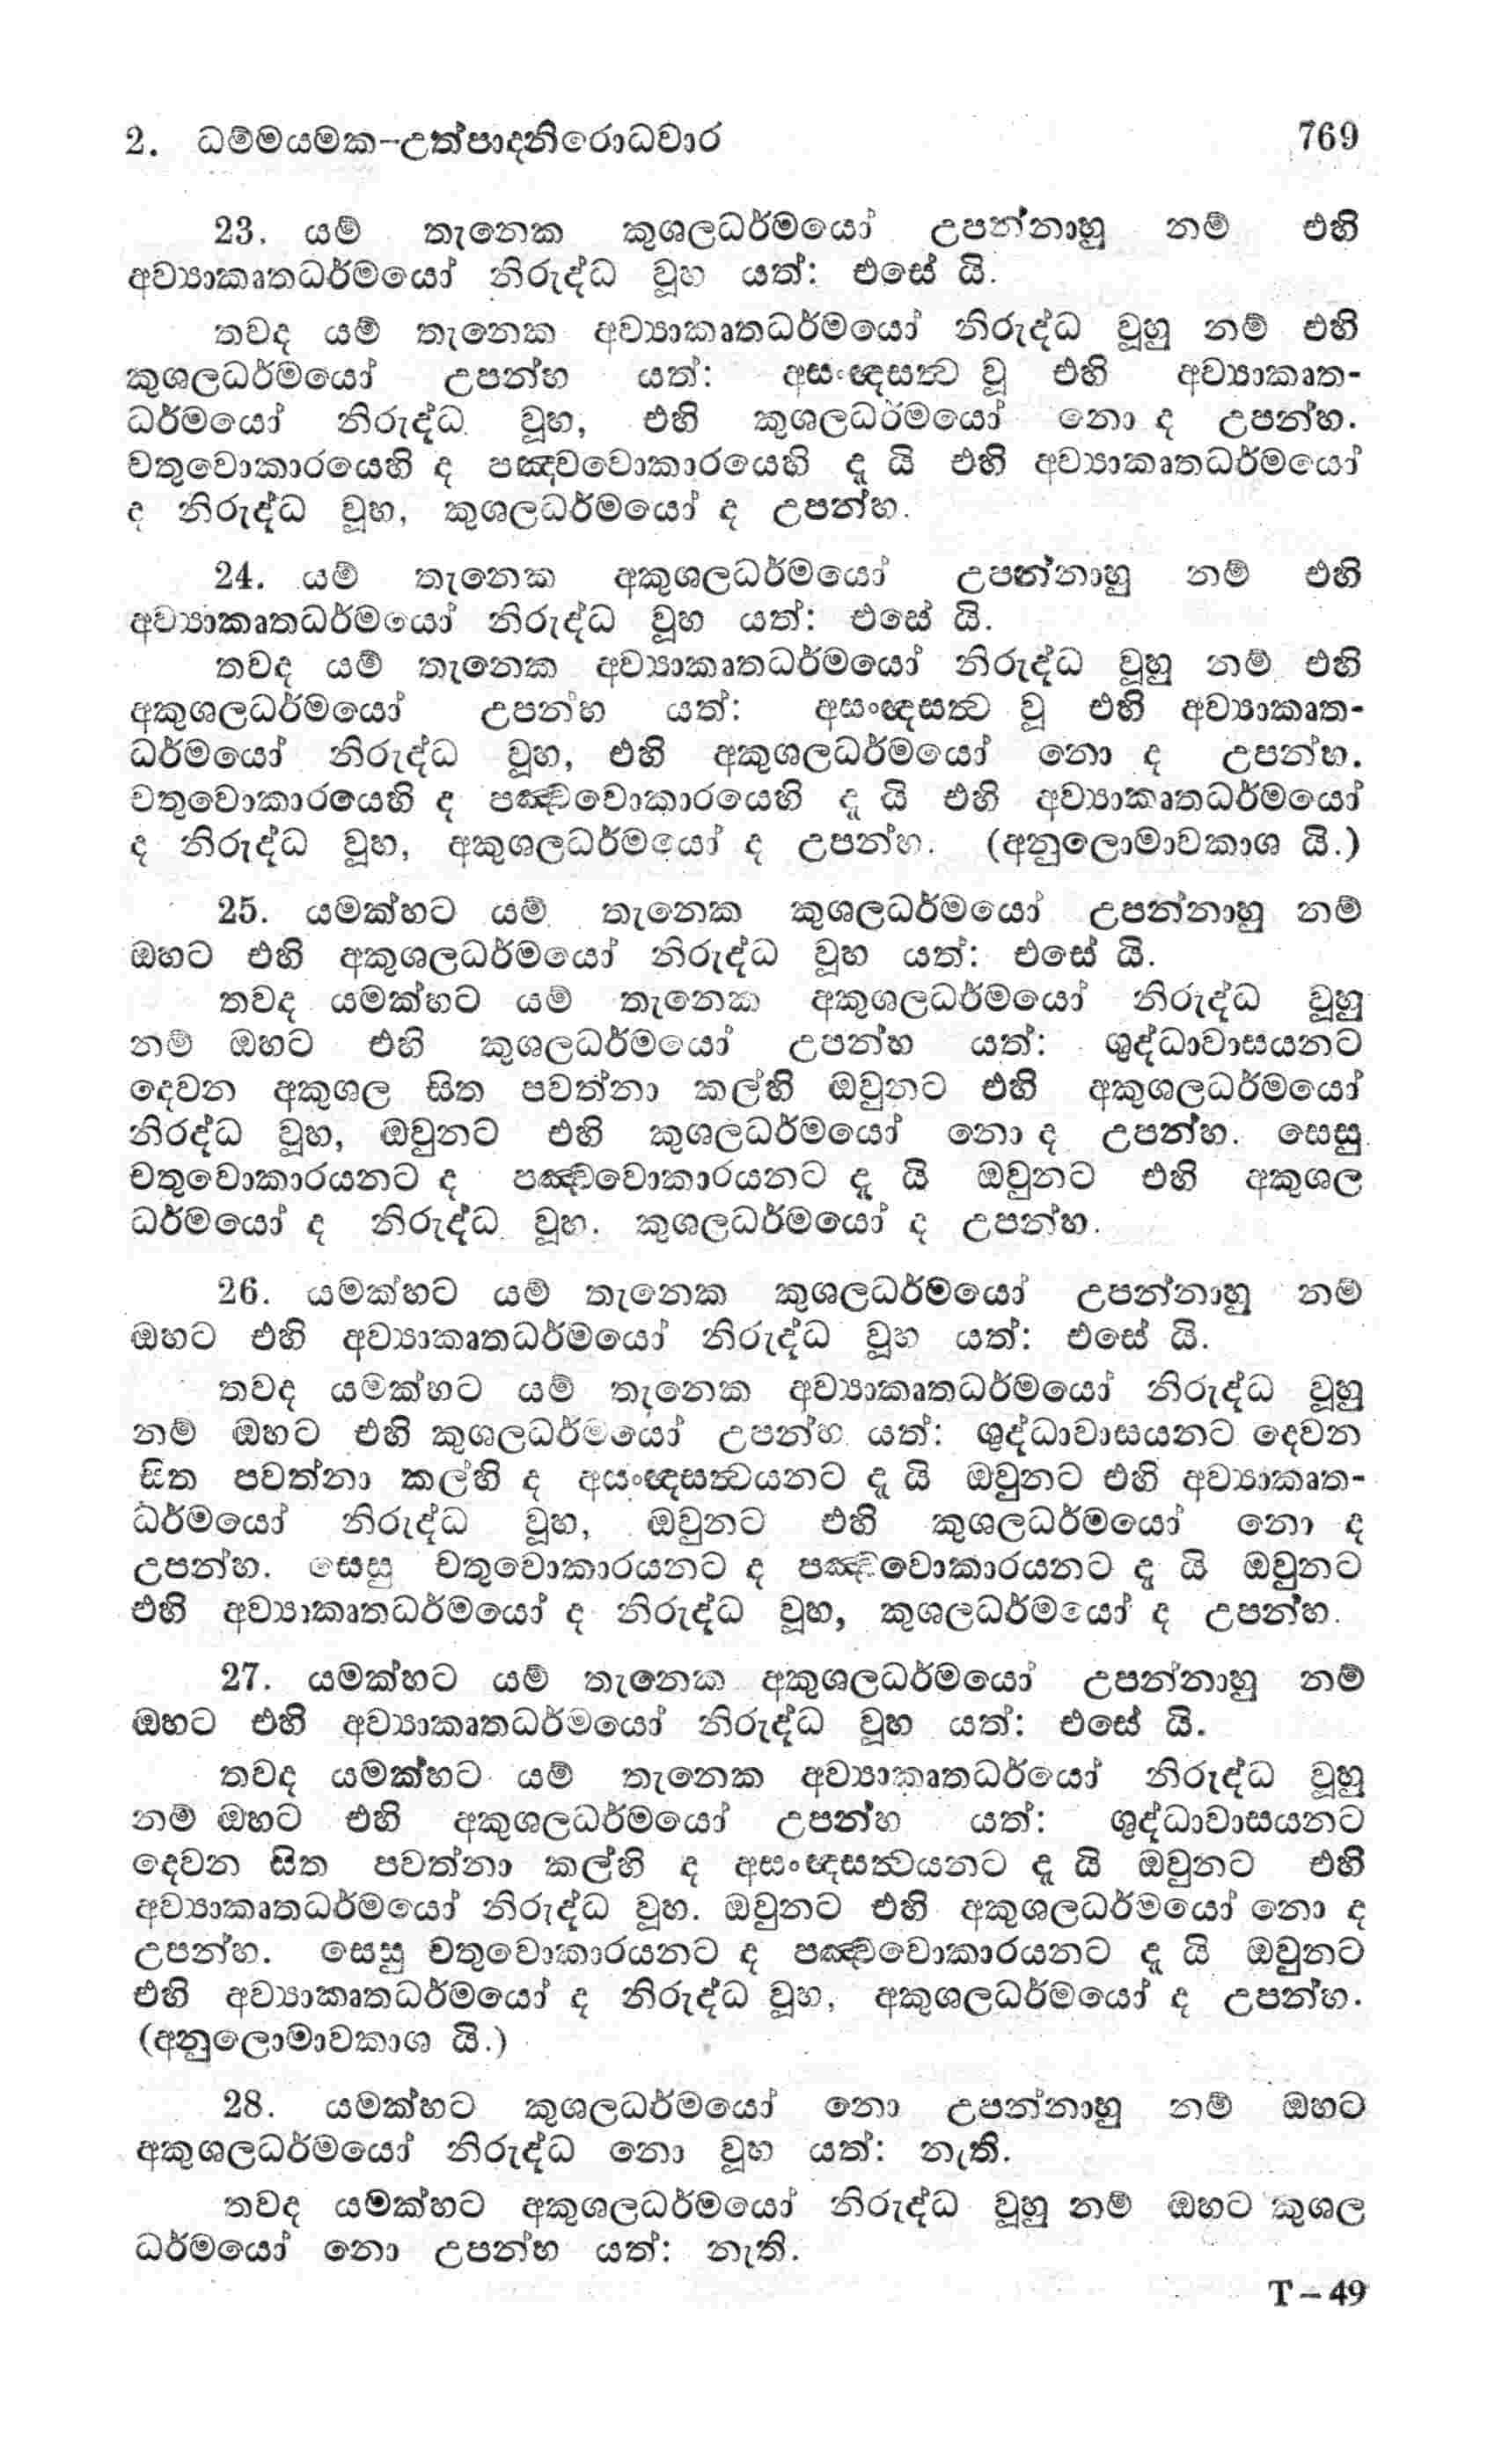 2. ධම්මයමක-උත්පාදනිරොධවාර 769
23. යම් තැනෙක කුශලධර්මයෝ උපන්නාහු නම් එහි
අව්‍යාකෘතධර්මයෝ නිරුද්ධ වූහ යත්: එසේ යි.
තවද යම් තැනෙක අව්‍යාකෘතධර්මයෝ නිරුද්ධ වූහු නම් එහි
කුශලධර්මයෝ උපන්හ යත්: අසංඥසත්‍ව වූ එහි අව්‍යාකෘත-
ධර්මයෝ නිරුද්ධ වූහ, එහි කුශලධර්මයෝ නො ද උපන්හ.
චතුවොකාරයෙහි ද පඤ්චවොකාරයෙහි දැ යි එහි අව්‍යාකෘතධර්මයෝ
ද නිරුද්ධ වූහ, කුශලධර්මයෝ ද උපන්හ.
24. යම් තැනෙක අකුශලධර්මයෝ උපන්නාහු නම් එහි
අව්‍යාකෘතධර්මයෝ නිරුද්ධ වූහ යත්: එසේ යි.
තවද යම් තැනෙක අව්‍යාකෘතධර්මයෝ නිරුද්ධ වූහු නම් එහි
අකුශලධර්මයෝ උපන්හ යත්: අසංඥසත්‍ව වූ එහි අව්‍යාකෘත-
ධර්මයෝ නිරුද්ධ වූහ, එහි අකුශලධර්මයෝ නො ද උපන්හ.
චතුවොකාරයෙහි ද පඤ්චවොකාරයෙහි දැ යි එහි අව්‍යාකෘතධර්මයෝ
ද නිරුද්ධ වූහ, අකුශලධර්මයෝ ද උපන්හ. (අනුලොමාවකාශ යි.)
25. යමක්හට යම් තැනෙක කුශලධර්මයෝ උපන්නාහු නම්
ඔහට එහි අකුශලධර්මයෝ නිරුද්ධ වූහ යත්: එසේ යි.
තවද යමක්හට යම් තැනෙක අකුශලධර්මයෝ නිරුද්ධ වූහු
නම් ඔහට එහි කුශලධර්මයෝ උපන්හ යත්: ශුද්ධාවාසයනට
දෙවන අකුශල සිත පවත්නා කල්හි ඔවුනට එහි අකුශලධර්මයෝ
නිරද්ධ වූහ, ඔවුනට එහි කුශලධර්මයෝ නො ද උපන්හ. සෙසු
චතුවොකාරයනට ද පඤ්චවොකාරයනට දැ යි ඔවුනට එහි අකුශල
ධර්මයෝ ද නිරුද්ධ වූහ. කුශලධර්මයෝ ද උපන්හ.
26. යමක්හට යම් තැනෙක කුශලධර්මයෝ උපන්නාහු නම්
ඔහට එහි අව්‍යාකෘතධර්මයෝ නිරුද්ධ වූහ යත්: එසේ යි.
තවද යමක්හට යම් තැනෙක අව්‍යාකෘතධර්මයෝ නිරුද්ධ වූහු
නම් ඔහට එහි කුශලධර්මයෝ උපන්හ යත්: ශුද්ධාවාසයනට දෙවන
සිත පවත්නා කල්හි ද අසංඥසත්‍වයනට දැ යි ඔවුනට එහි අව්‍යාකෘත-
ධර්මයෝ නිරුද්ධ වූහ, ඔවුනට එහි කුශලධර්මයෝ නො ද
උපන්හ. සෙසු චතුවොකාරයනට ද පඤ්චවොකාරයනට දැ යි ඔවුනට
එහි අව්‍යාකෘතධර්මයෝ ද නිරුද්ධ වූහ, කුශලධර්මයෝ ද උපන්හ.
27. යමක්හට යම් තැනෙක අකුශලධර්මයෝ උපන්නාහු නම්
ඔහට එහි අව්‍යාකෘතධර්මයෝ නිරුද්ධ වූහ යත්: එසේ යි.
තවද යමක්හට යම් තැනෙක අව්‍යාකෘතධර්යෝ නිරුද්ධ වූහු
නම් ඔහට එහි අකුශලධර්මයෝ උපන්හ යත්: ශුද්ධාවාසයනට
දෙවන සිත පවත්නා කල්හි ද අසංඥසත්‍වයනට දැ යි ඔවුනට එහි
අව්‍යාකෘතධර්මයෝ නිරුද්ධ වූහ. ඔවුනට එහි අකුශලධර්මයෝ නො ද
උපන්හ. සෙසු චතුවොකාරයනට ද පඤ්චවොකාරයනට දැ යි ඔවුනට
එහි අව්‍යාකෘතධර්මයෝ ද නිරුද්ධ වූහ, අකුශලධර්මයෝ ද උපන්හ.
(අනුලොමාවකාශ යි.)
28. යමක්හට කුශලධර්මයෝ නො උපන්නාහු නම් ඔහට
අකුශලධර්මයෝ නිරුද්ධ නො වූහ යත්: නැති.
තවද යමක්හට අකුශලධර්මයෝ නිරුද්ධ වූහු නම් ඔහට කුශල
ධර්මයෝ නො උපන්හ යත්: නැති.
T – 49